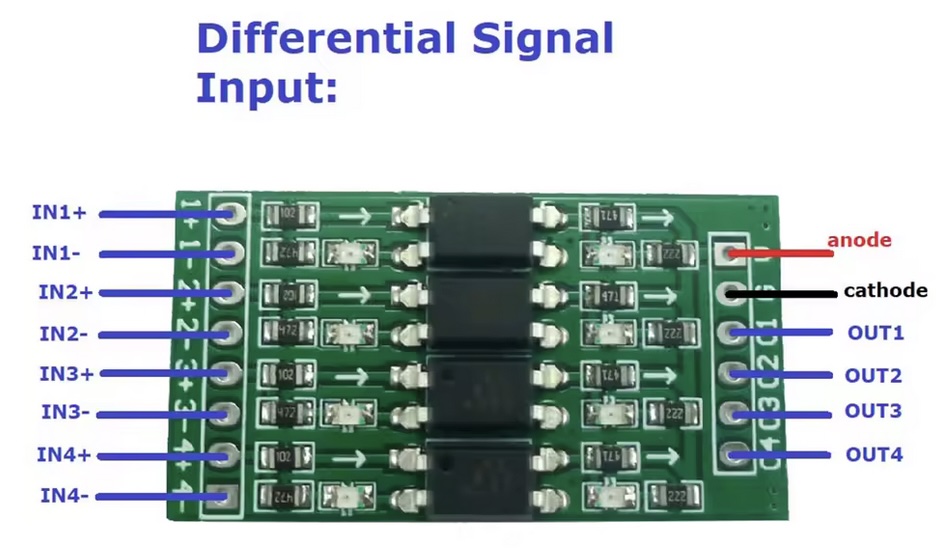 Differential Signal
Input:
IN1+
IN1-
IN2+
IN2-
IN3+
IN3-
IN4+
IN4-
1+
1-
2+
2-
3+
3-
4+
4-
102
472
472
102
472
102
472
471
222
471
222
471
222
471
222
G
C1
C2
C3
C4
anode
cathode
OUT1
OUT2
OUT3
OUT4